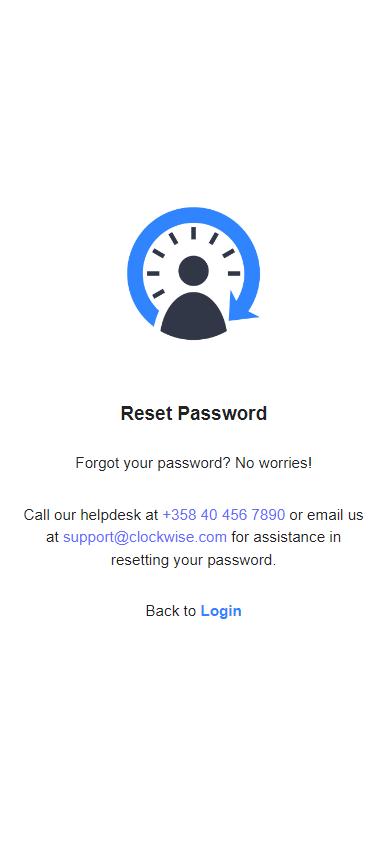 Reset Password
Forgot your password? No worries!
Call our helpdesk at +358 40 456 7890 or email us
at support@clockwise.com for assistance in
resetting your password.
Back to Login